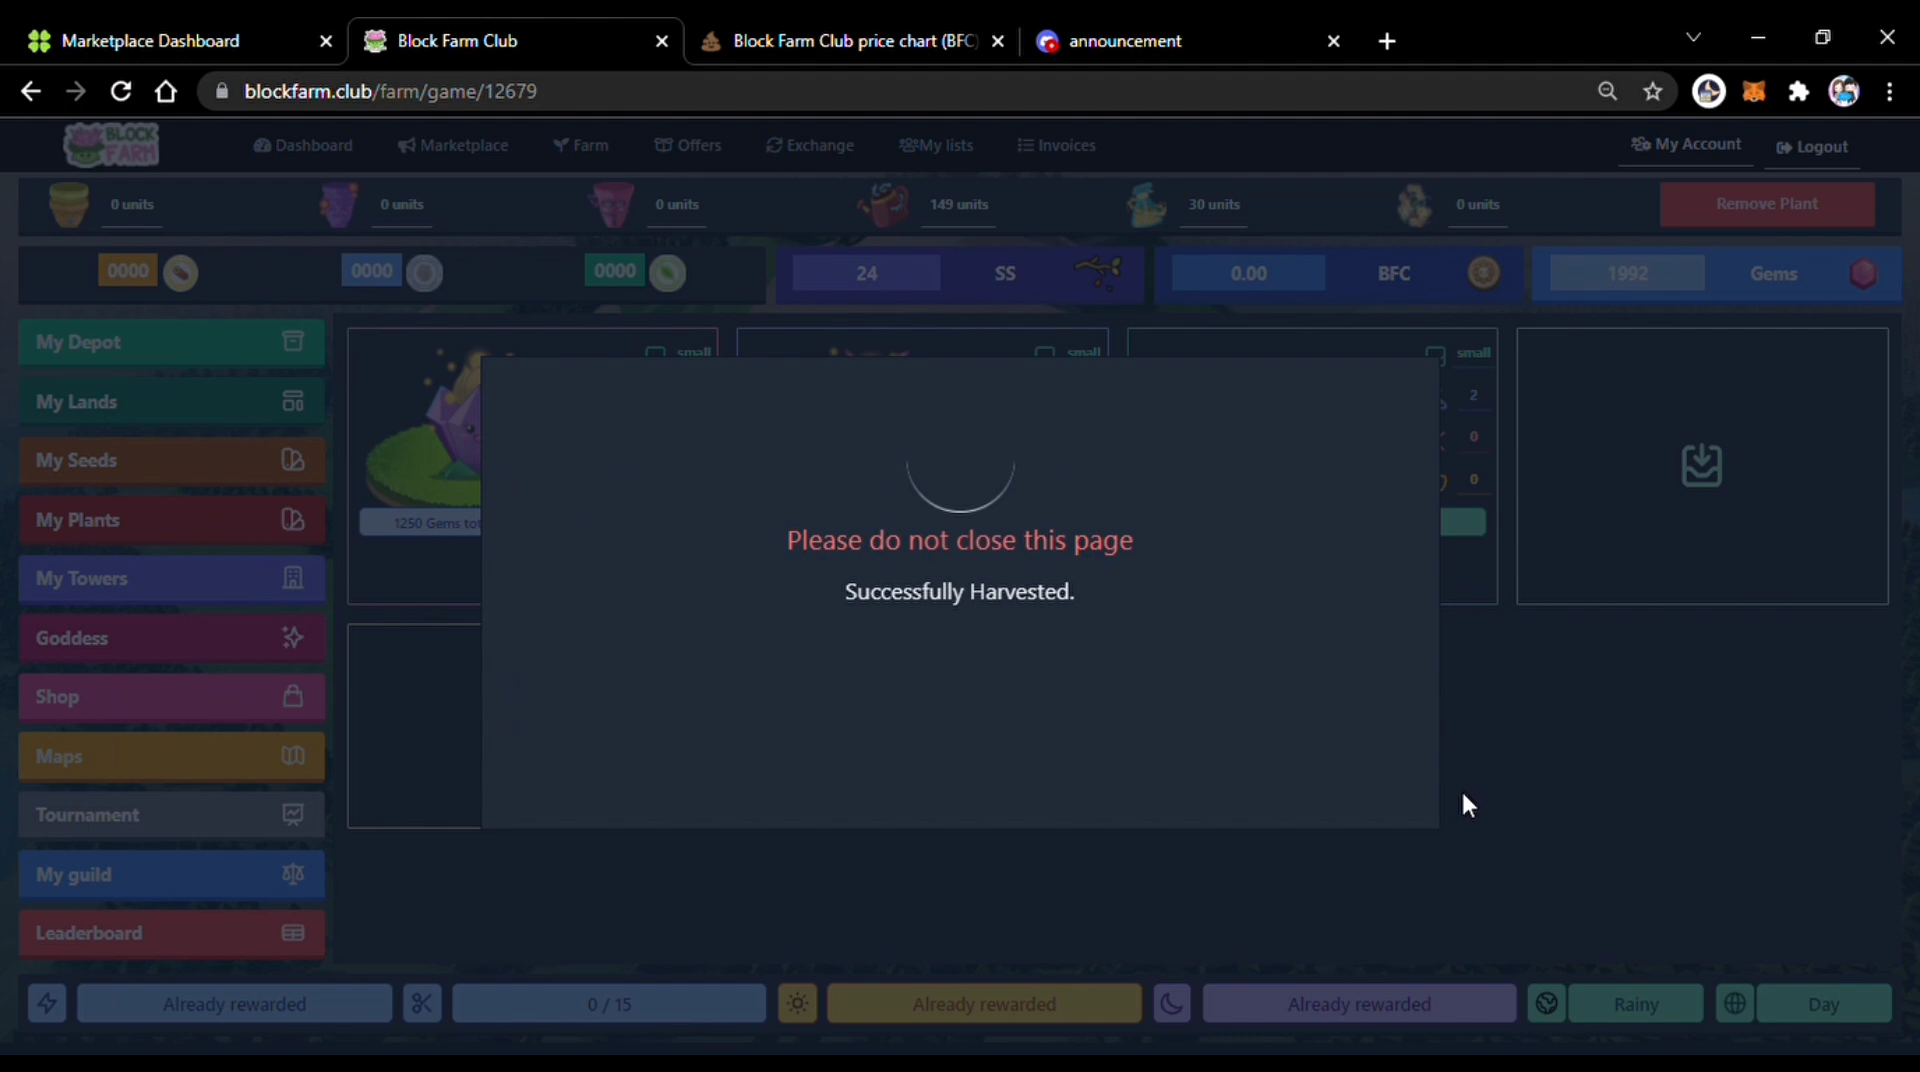 Marketplace Dashboard
Block Farm Club
Block Farm Club price chart (BFC)
announcement
blockfarm.club/farm/game/12679
BLOCK FARM
Dashboard
Marketplace
Farm
Offers
Exchange
My lists
Invoices
My Account
Logout
0 units
0 units
0 units
149 units
30 units
0 units
Remove Plant
0000
0000
0000
24
SS
0.00
BFC
1992
Gems
My Depot
My Lands
My Seeds
My Plants
My Towers
Goddess
Shop
Maps
Tournament
My guild
Leaderboard
small
small
small
2
0
0
1250 Gems tot
Please do not close this page
Successfully Harvested.
Already rewarded
0 / 15
Already rewarded
Already rewarded
Rainy
Day